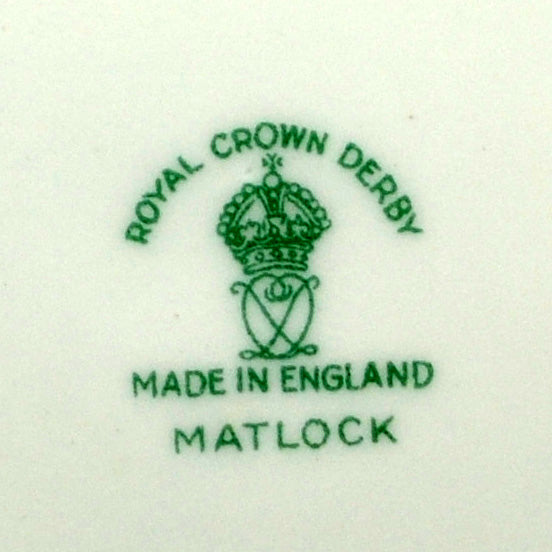 ROYAL CROWN DERBY
MADE IN ENGLAND
MATLOCK